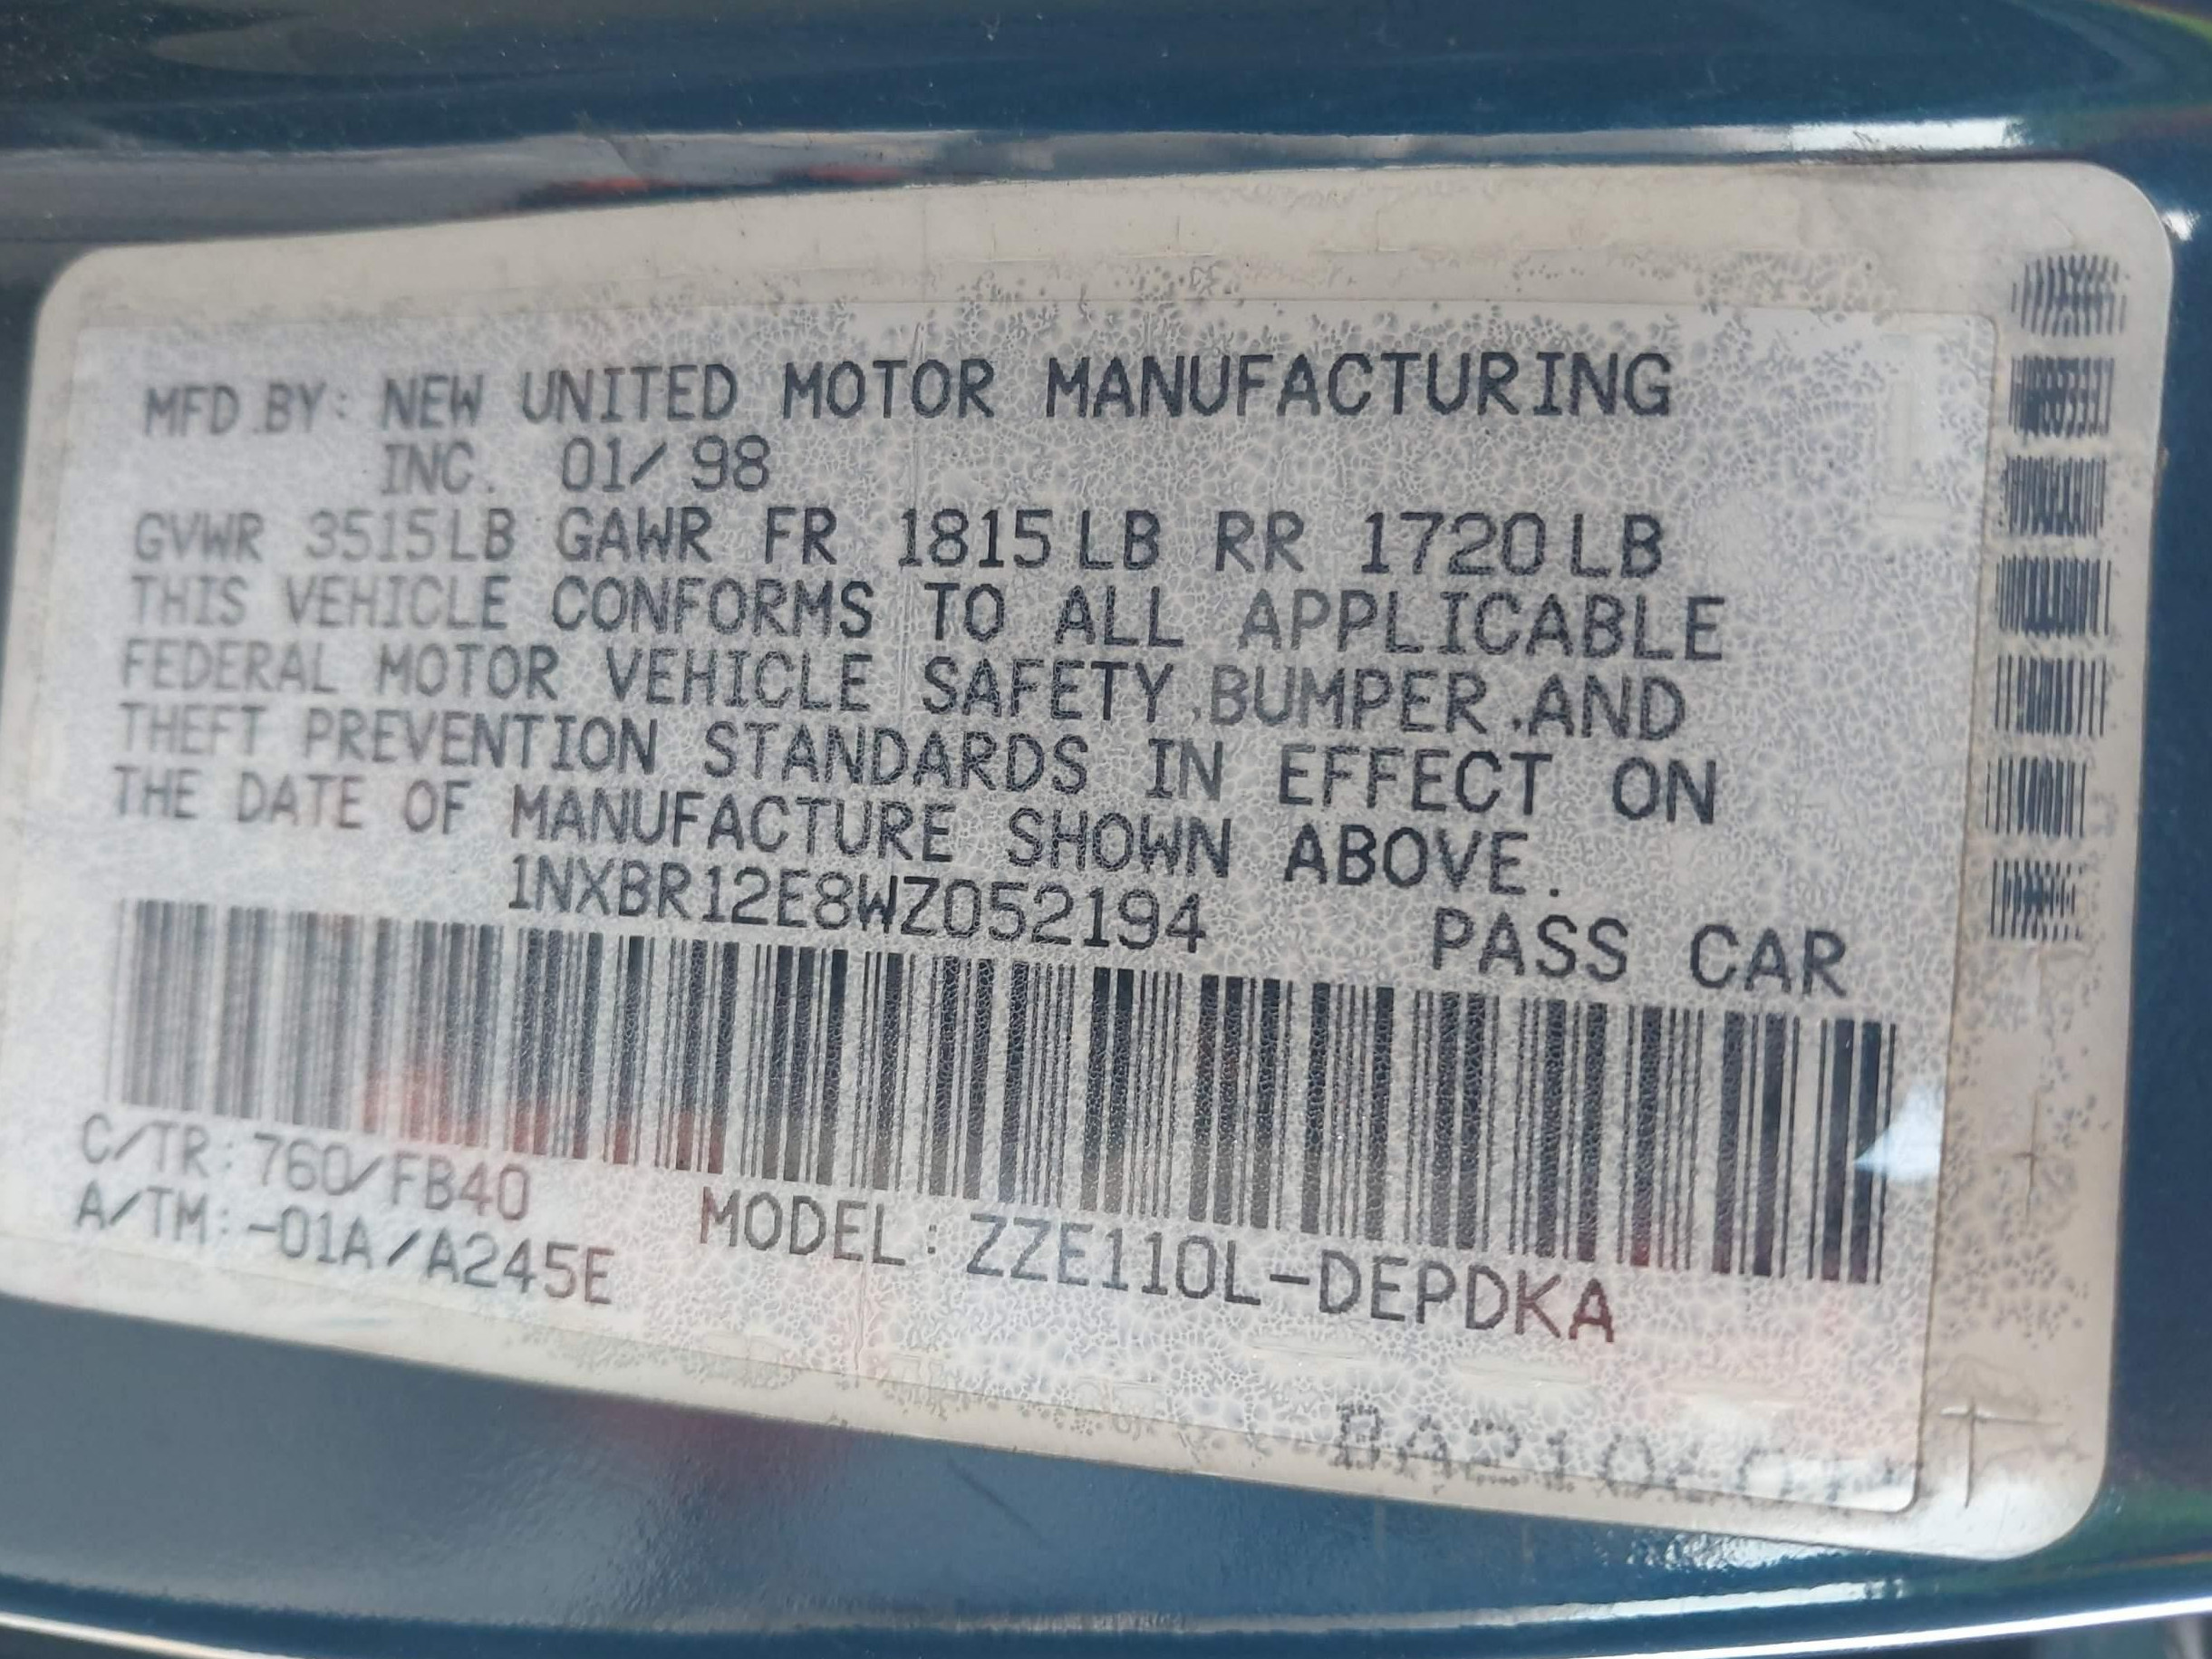 MFD.BY: NEW UNITED MOTOR MANUFACTURING
INC. 01/98
GVWR 3515LB GAWR FR 1815LB RR 1720LB
THIS VEHICLE CONFORMS TO ALL APPLICABLE
FEDERAL MOTOR VEHICLE SAFETY,BUMPER,AND
THEFT PREVENTION STANDARDS IN EFFECT ON
THE DATE OF MANUFACTURE SHOWN ABOVE.
1NXBR12E8WZ052194 PASS CAR
C/TR:760/FB40
A/TM:-01A/A245E
MODEL:ZZE110L-DEPDKA